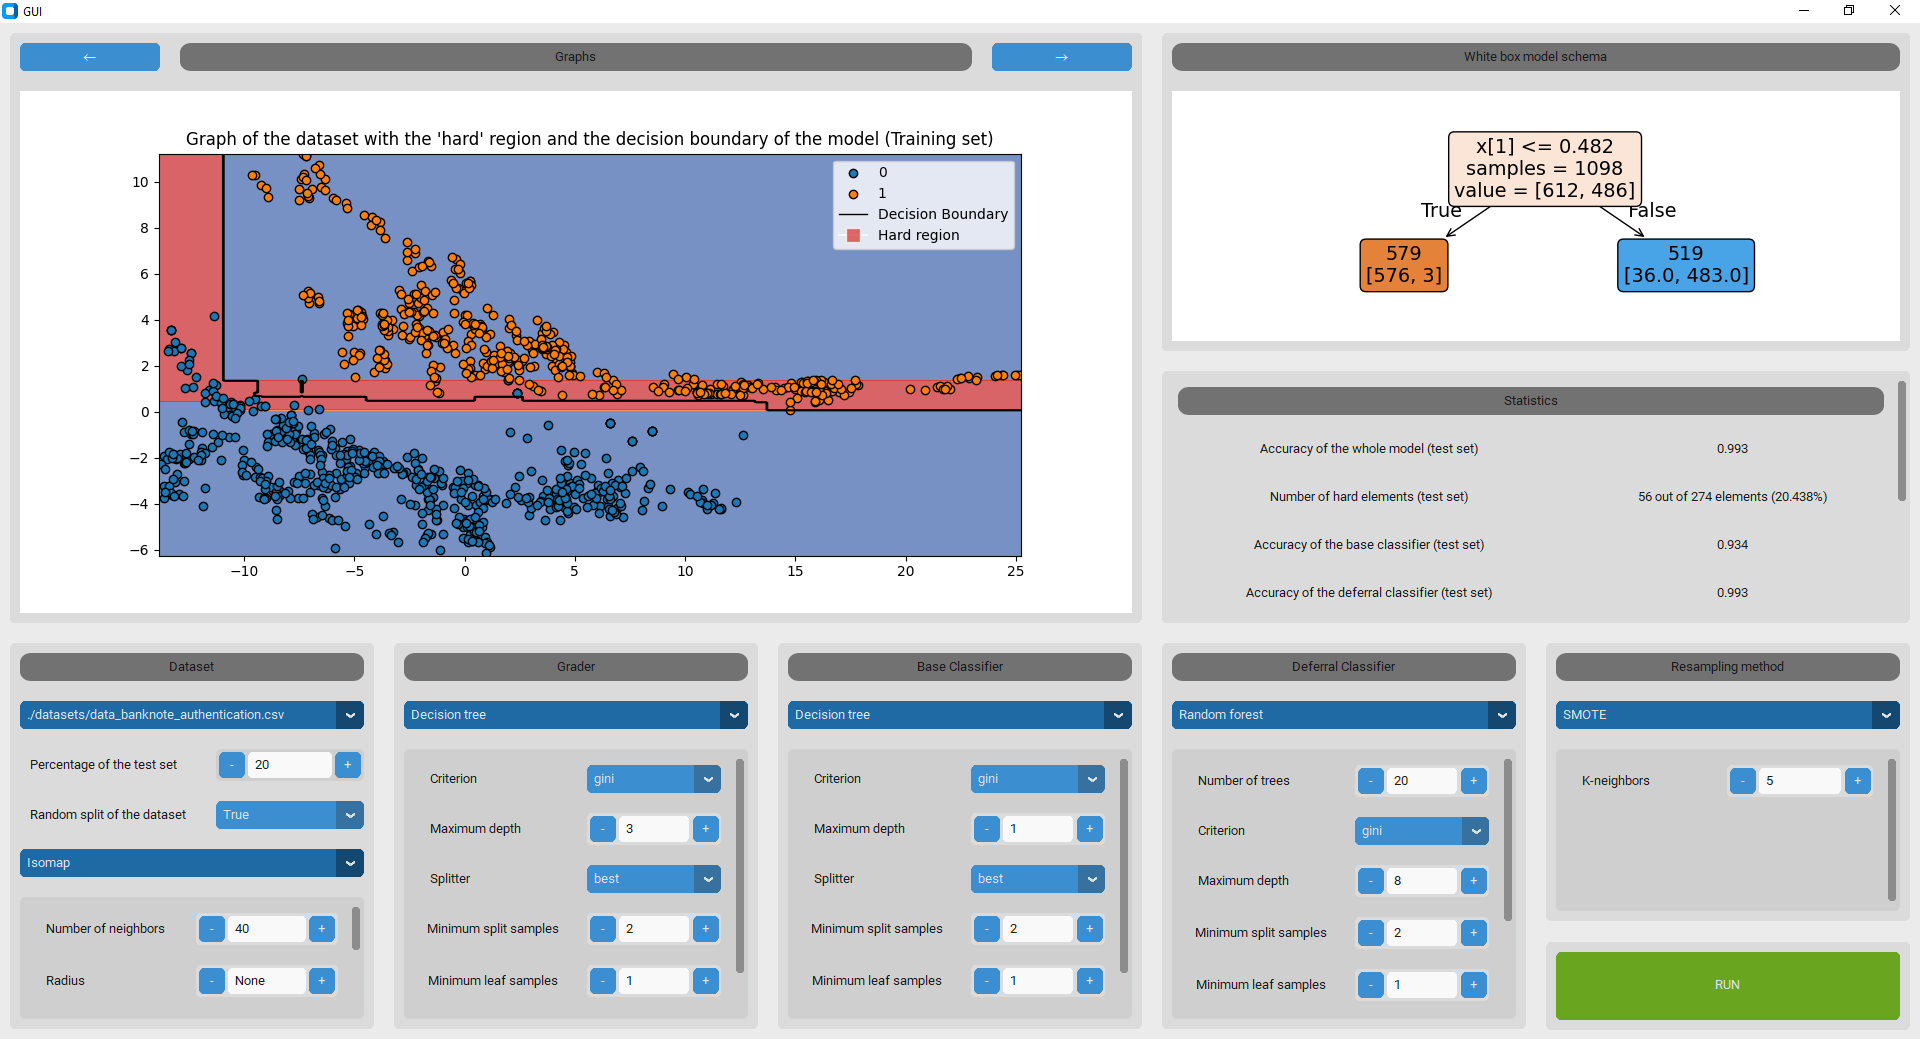 GUI
←
Graphs
→
Graph of the dataset with the 'hard' region and the decision boundary of the model (Training set)
0
1
Decision Boundary
Hard region
10
8
6
4
2
0
−2
−4
−6
−10
−5
0
5
10
15
20
25
White box model schema
x[1] <= 0.482
samples = 1098
value = [612, 486]
True
False
579
[576, 3]
519
[36.0, 483.0]
Statistics
Accuracy of the whole model (test set)
0.993
Number of hard elements (test set)
56 out of 274 elements (20.438%)
Accuracy of the base classifier (test set)
0.934
Accuracy of the deferral classifier (test set)
0.993
Dataset
./datasets/data_banknote_authentication.csv
Percentage of the test set
-
20
+
Random split of the dataset
True
Isomap
Number of neighbors
-
40
+
Radius
-
None
+
Grader
Decision tree
Criterion
gini
Maximum depth
-
3
+
Splitter
best
Minimum split samples
-
2
+
Minimum leaf samples
-
1
+
Base Classifier
Decision tree
Criterion
gini
Maximum depth
-
1
+
Splitter
best
Minimum split samples
-
2
+
Minimum leaf samples
-
1
+
Deferral Classifier
Random forest
Number of trees
-
20
+
Criterion
gini
Maximum depth
-
8
+
Minimum split samples
-
2
+
Minimum leaf samples
-
1
+
Resampling method
SMOTE
K-neighbors
-
5
+
RUN